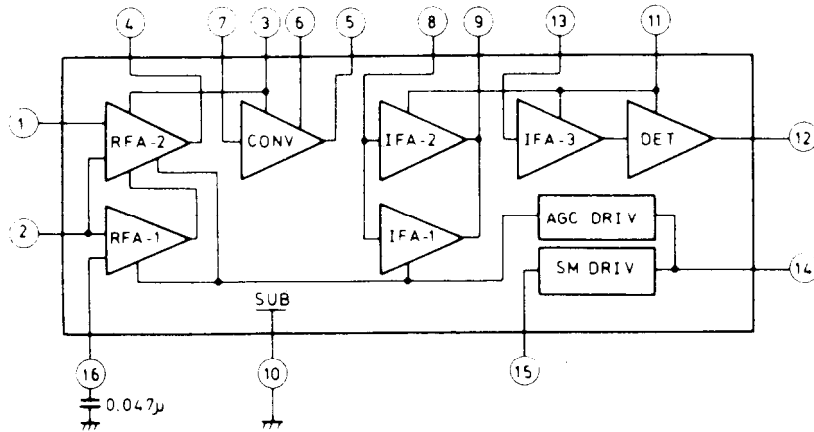 4 7 3 6 5 8 9 13 11
1 RFA-2 CONV IFA-2 IFA-3 DET 12
2 RFA-1 IFA-1 AGC DRIV
SM DRIV 14
SUB
16 10 15
0.047μ